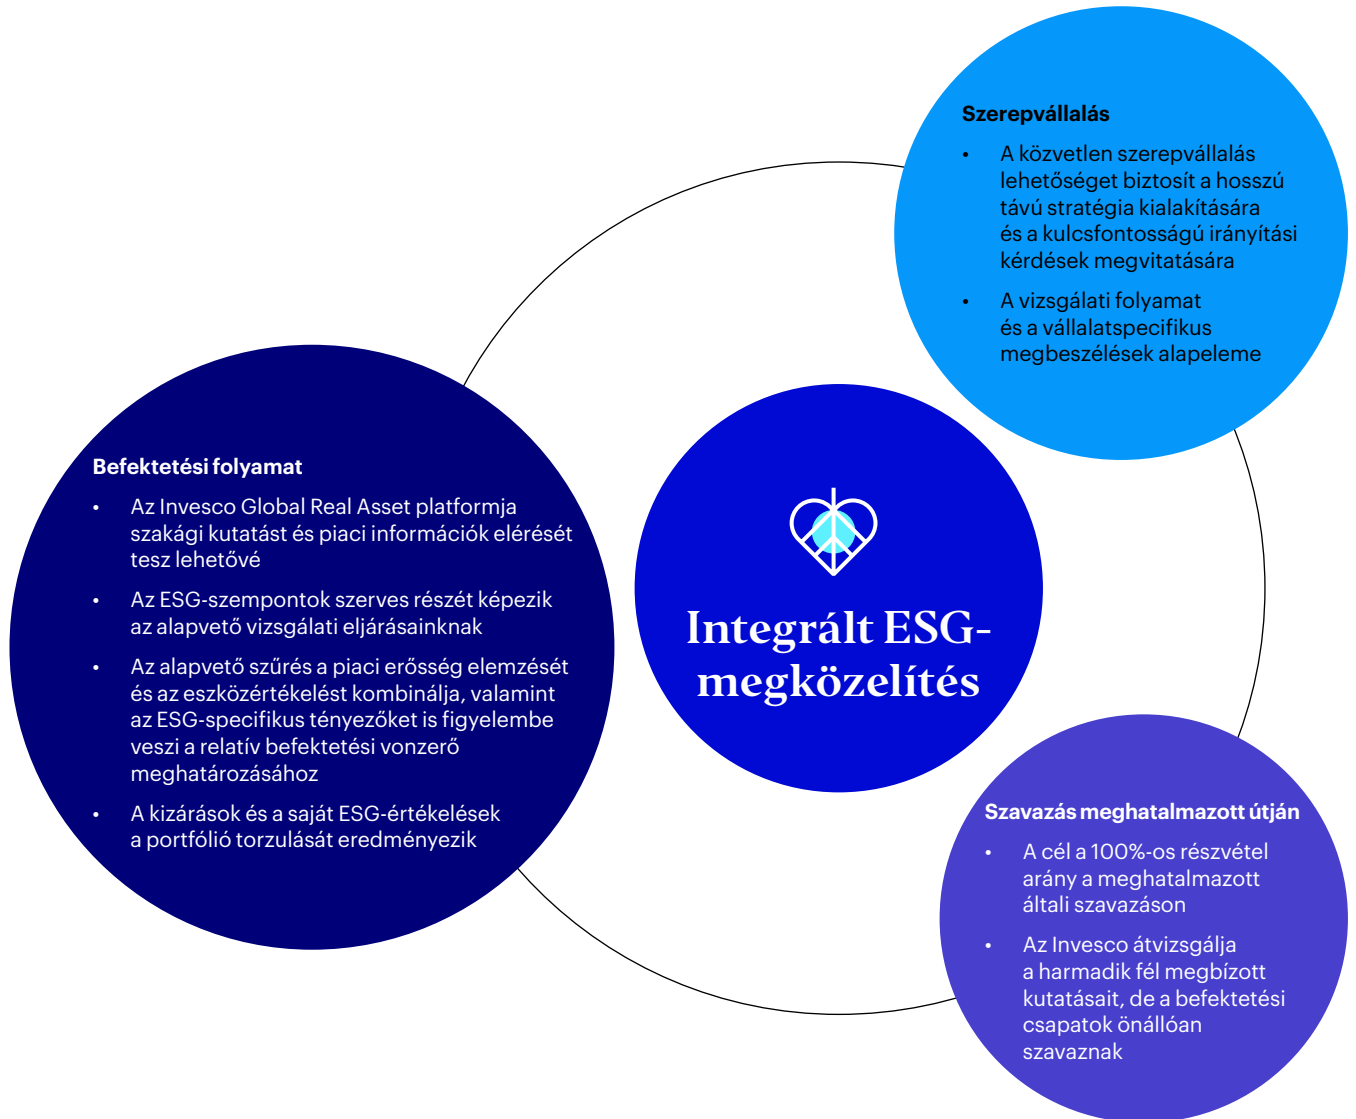 Szerepvállalás
• A közvetlen szerepvállalás
lehetőséget biztosít a hosszú
távú stratégia kialakítására
és a kulcsfontosságú irányítási
kérdések megvitatására
• A vizsgálati folyamat
és a vállalatspecifikus
megbeszélések alapeleme
Befektetési folyamat
• Az Invesco Global Real Asset platformja
szakági kutatást és piaci információk elérését
tesz lehetővé
• Az ESG-szempontok szerves részét képezik
az alapvető vizsgálati eljárásainknak
• Az alapvető szűrés a piaci erősség elemzését
és az eszközértékelést kombinálja, valamint
az ESG-specifikus tényezőket is figyelembe
veszi a relatív befektetési vonzerő
meghatározásához
• A kizárások és a saját ESG-értékelések
a portfólió torzulását eredményezik
Integrált ESG-
megközelítés
Szavazás meghatalmazott útján
• A cél a 100%-os részvétel
arány a meghatalmazott
általi szavazáson
• Az Invesco átvizsgálja
a harmadik fél megbízott
kutatásait, de a befektetési
csapatok önállóan
szavaznak